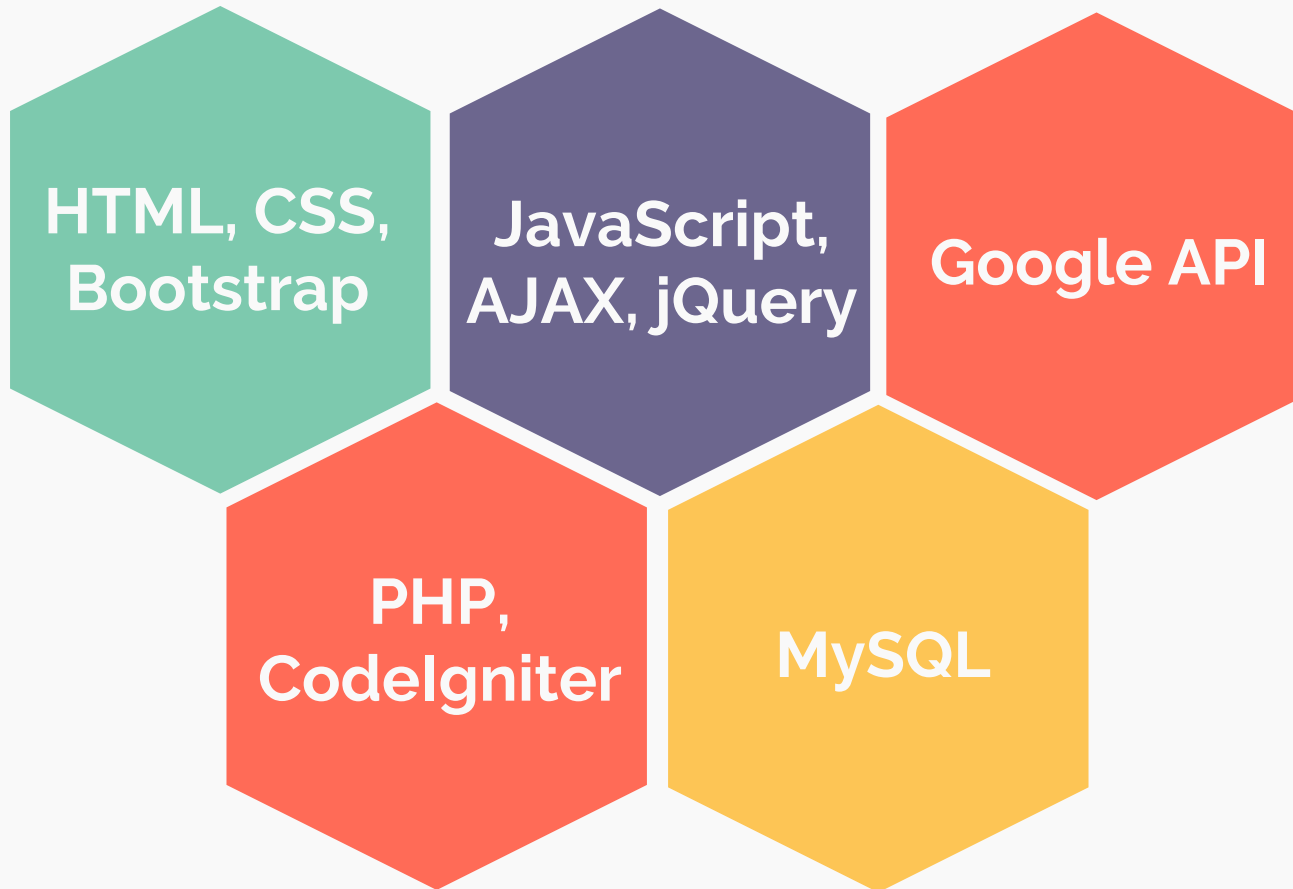 HTML, CSS,
Bootstrap
JavaScript,
AJAX, jQuery
Google API
PHP,
CodeIgniter
MySQL